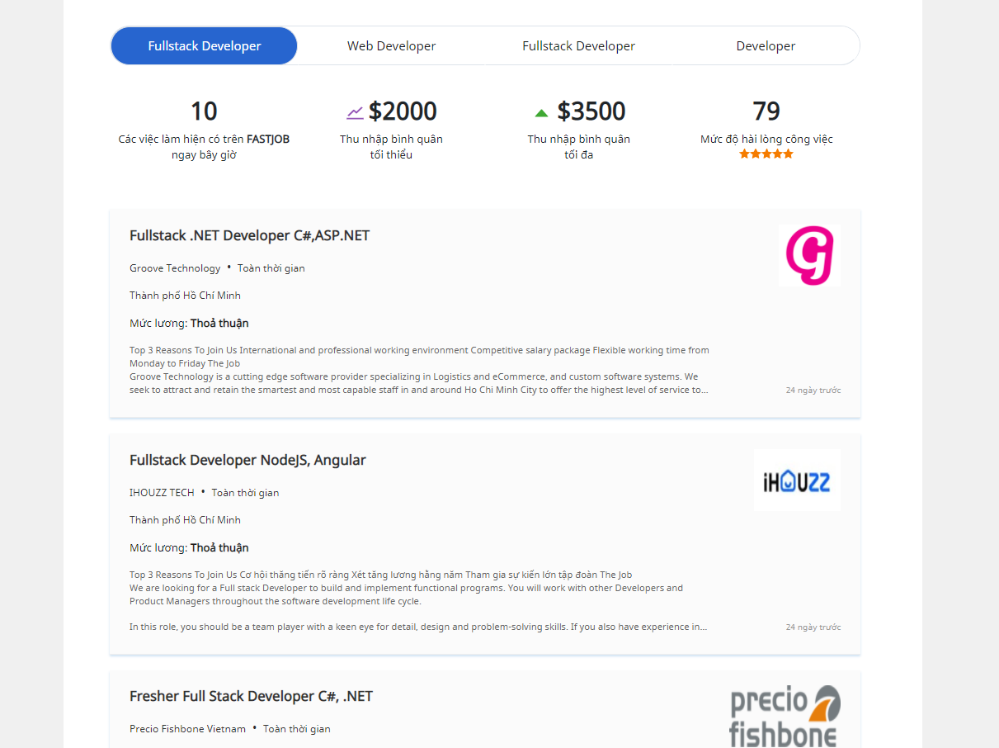 Fullstack Developer Web Developer Fullstack Developer Developer
10 $2000 $3500 79
Các việc làm hiện có trên FASTJOB Thu nhập bình quân Thu nhập bình quân Mức độ hài lòng công việc
ngay bây giờ tối thiểu tối đa
Fullstack .NET Developer C#,ASP.NET
Groove Technology • Toàn thời gian
Thành phố Hồ Chí Minh
Mức lương: Thoả thuận
Top 3 Reasons To Join Us International and professional working environment Competitive salary package Flexible working time from
Monday to Friday The Job
Groove Technology is a cutting edge software provider specializing in Logistics and eCommerce, and custom software systems. We
seek to attract and retain the smartest and most capable staff in and around Ho Chi Minh City to offer the highest level of service to...
24 ngày trước
Fullstack Developer NodeJS, Angular
iHOUZZ
IHOUZZ TECH • Toàn thời gian
Thành phố Hồ Chí Minh
Mức lương: Thoả thuận
Top 3 Reasons To Join Us Cơ hội thăng tiến rõ ràng Xét tăng lương hằng năm Tham gia sự kiến lớn tập đoàn The Job
We are looking for a Full stack Developer to build and implement functional programs. You will work with other Developers and
Product Managers throughout the software development life cycle.
In this role, you should be a team player with a keen eye for detail, design and problem-solving skills. If you also have experience in...
24 ngày trước
Fresher Full Stack Developer C#, .NET
precio
fishbone
Precio Fishbone Vietnam • Toàn thời gian